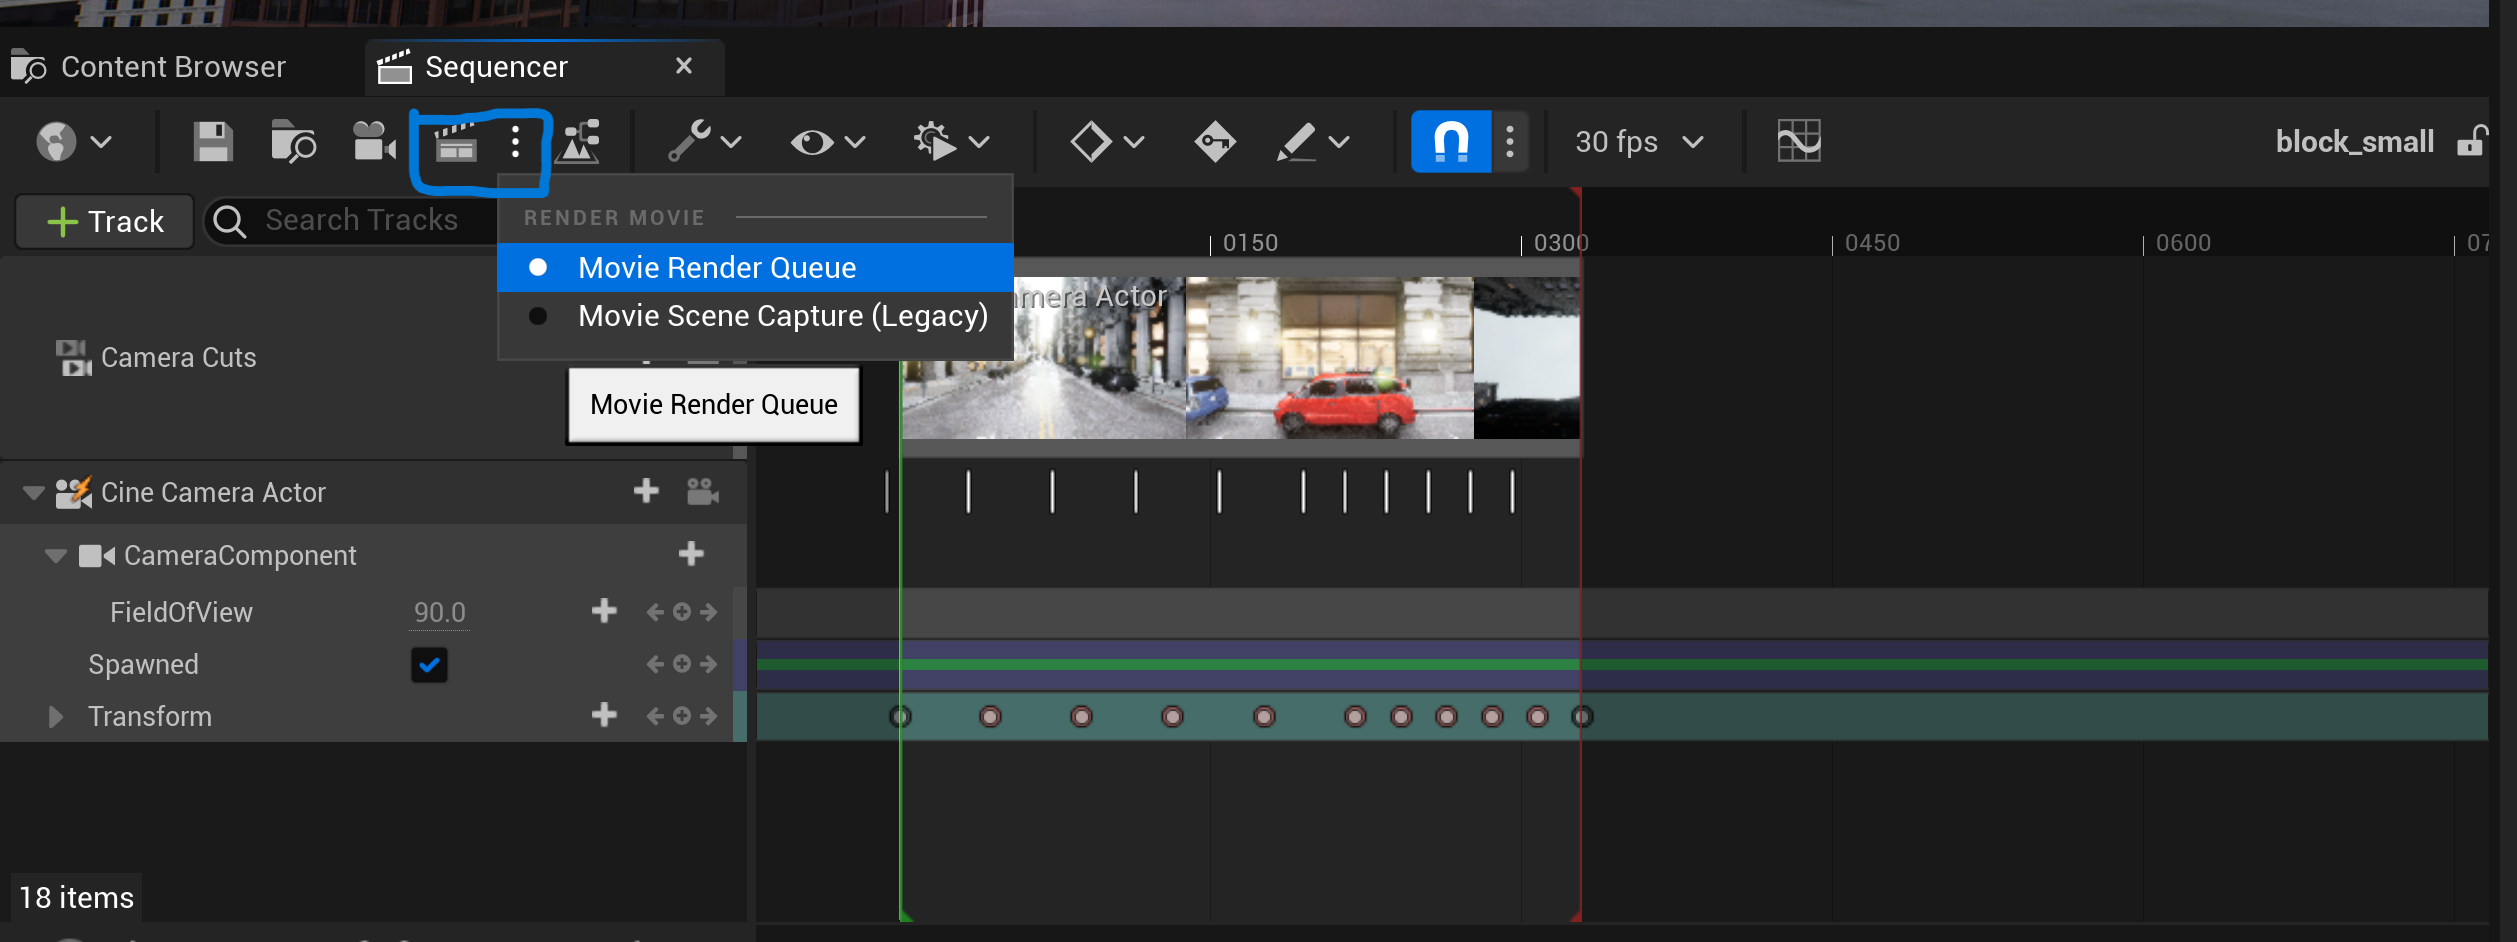 Content Browser
Sequencer
30 fps
block_small
Track
Search Tracks
RENDER MOVIE
Movie Render Queue
Movie Scene Capture (Legacy)
0150
0300
0450
0600
07
mera Actor
Camera Cuts
Movie Render Queue
Cine Camera Actor
CameraComponent
FieldOfView 90.0
Spawned
Transform
18 items